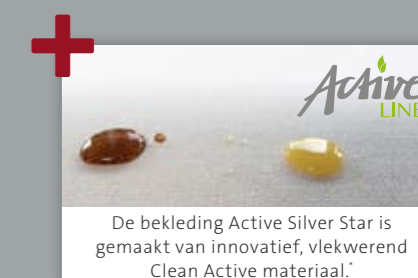 Active
LINE
De bekleding Active Silver Star is
gemaakt van innovatief, vlekwerend
Clean Active materiaal.*